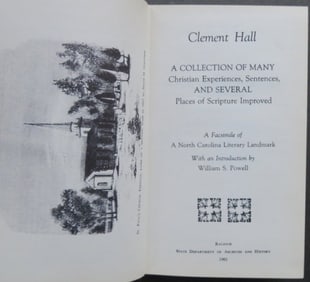 Clement Hall
A COLLECTION OF MANY
Christian Experiences, Sentences,
AND SEVERAL
Places of Scripture Improved
A Facsimile of
A North Carolina Literary Landmark
With an Introduction by
William S. Powell
Raleigh
State Department of Archives and History
1961